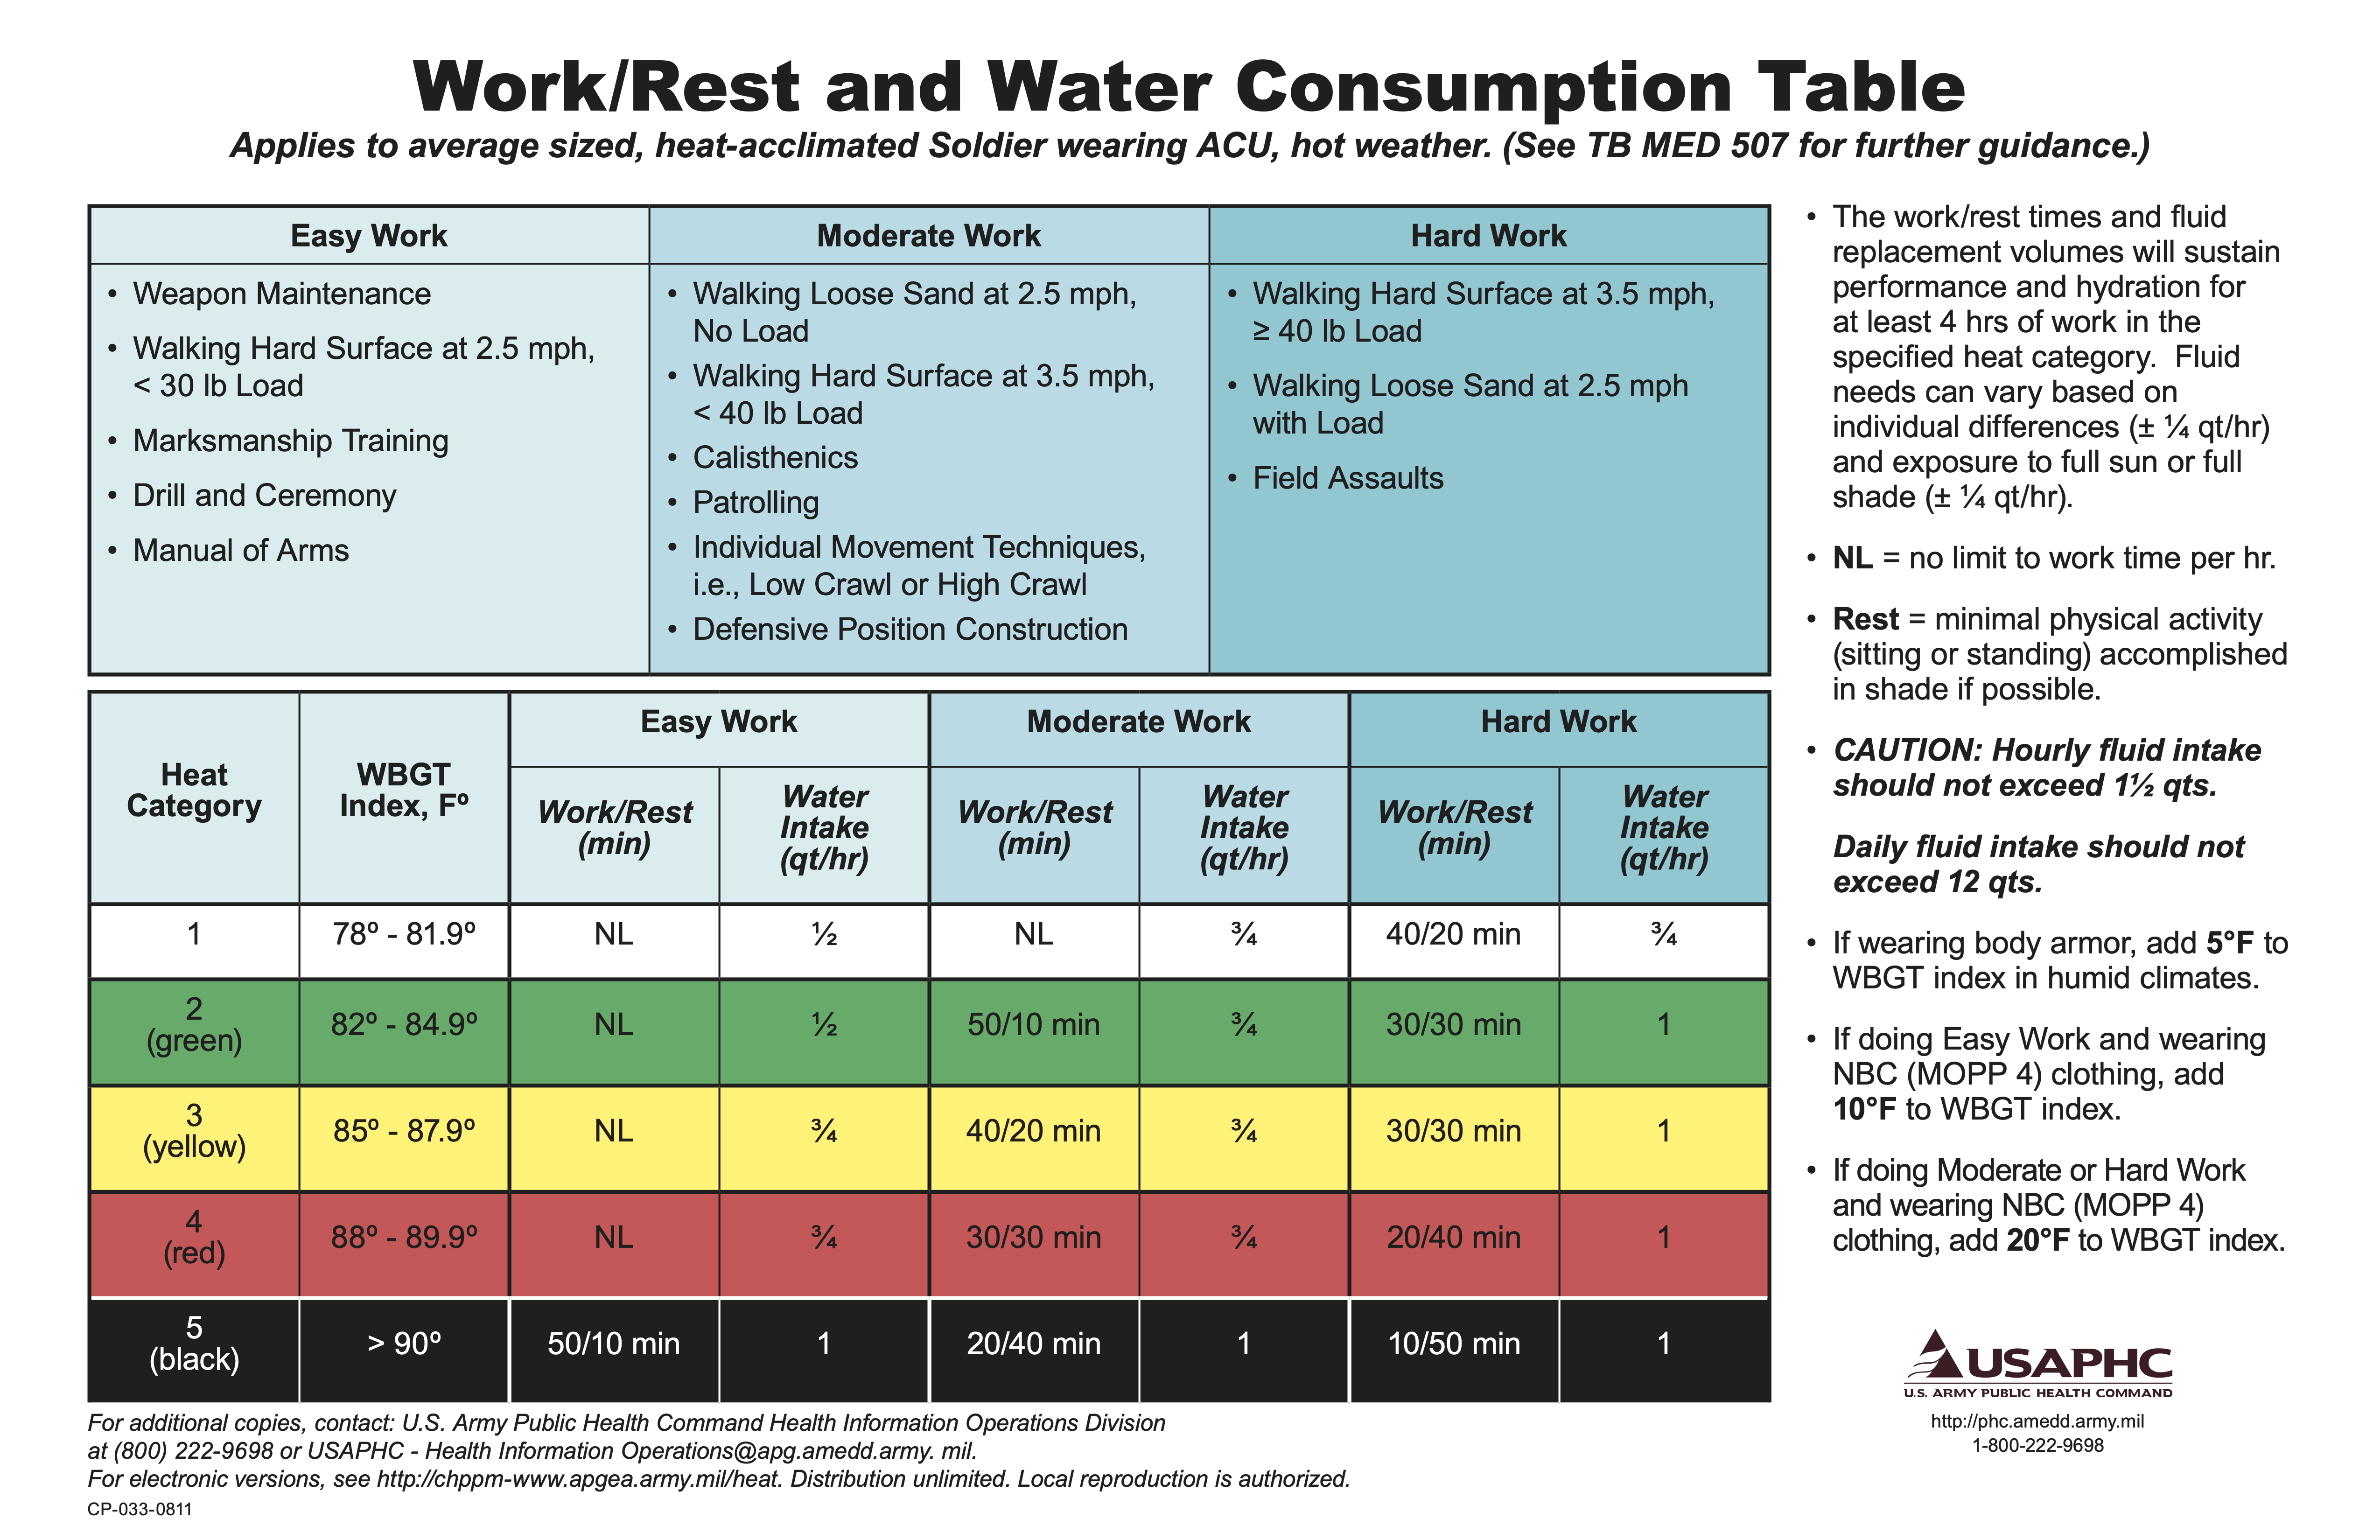 Work/Rest and Water Consumption Table
Applies to average sized, heat-acclimated Soldier wearing ACU, hot weather. (See TB MED 507 for further guidance.)
Easy Work
• Weapon Maintenance
• Walking Hard Surface at 2.5 mph,
< 30 lb Load
• Marksmanship Training
• Drill and Ceremony
• Manual of Arms
Moderate Work
• Walking Loose Sand at 2.5 mph,
No Load
• Walking Hard Surface at 3.5 mph,
< 40 lb Load
• Calisthenics
• Patrolling
• Individual Movement Techniques,
i.e., Low Crawl or High Crawl
• Defensive Position Construction
Hard Work
• Walking Hard Surface at 3.5 mph,
≥ 40 lb Load
• Walking Loose Sand at 2.5 mph
with Load
• Field Assaults
Heat
Category
WBGT
Index, Fº
Easy Work
Moderate Work
Hard Work
Work/Rest
(min)
Water
Intake
(qt/hr)
Work/Rest
(min)
Water
Intake
(qt/hr)
Work/Rest
(min)
Water
Intake
(qt/hr)
1 78º - 81.9º NL ½ NL ¾ 40/20 min ¾
2
(green)
82º - 84.9º NL ½ 50/10 min ¾ 30/30 min 1
3
(yellow)
85º - 87.9º NL ¾ 40/20 min ¾ 30/30 min 1
4
(red)
88º - 89.9º NL ¾ 30/30 min ¾ 20/40 min 1
5
(black)
> 90º 50/10 min 1 20/40 min 1 10/50 min 1
• The work/rest times and fluid
replacement volumes will sustain
performance and hydration for
at least 4 hrs of work in the
specified heat category. Fluid
needs can vary based on
individual differences (± ¼ qt/hr)
and exposure to full sun or full
shade (± ¼ qt/hr).
• NL = no limit to work time per hr.
• Rest = minimal physical activity
(sitting or standing) accomplished
in shade if possible.
• CAUTION: Hourly fluid intake
should not exceed 1½ qts.
Daily fluid intake should not
exceed 12 qts.
• If wearing body armor, add 5°F to
WBGT index in humid climates.
• If doing Easy Work and wearing
NBC (MOPP 4) clothing, add
10°F to WBGT index.
• If doing Moderate or Hard Work
and wearing NBC (MOPP 4)
clothing, add 20°F to WBGT index.
USAPHC
U.S. ARMY PUBLIC HEALTH COMMAND
http://phc.amedd.army.mil
1-800-222-9698
For additional copies, contact: U.S. Army Public Health Command Health Information Operations Division
at (800) 222-9698 or USAPHC - Health Information Operations@apg.amedd.army. mil.
For electronic versions, see http://chppm-www.apgea.army.mil/heat. Distribution unlimited. Local reproduction is authorized.
CP-033-0811